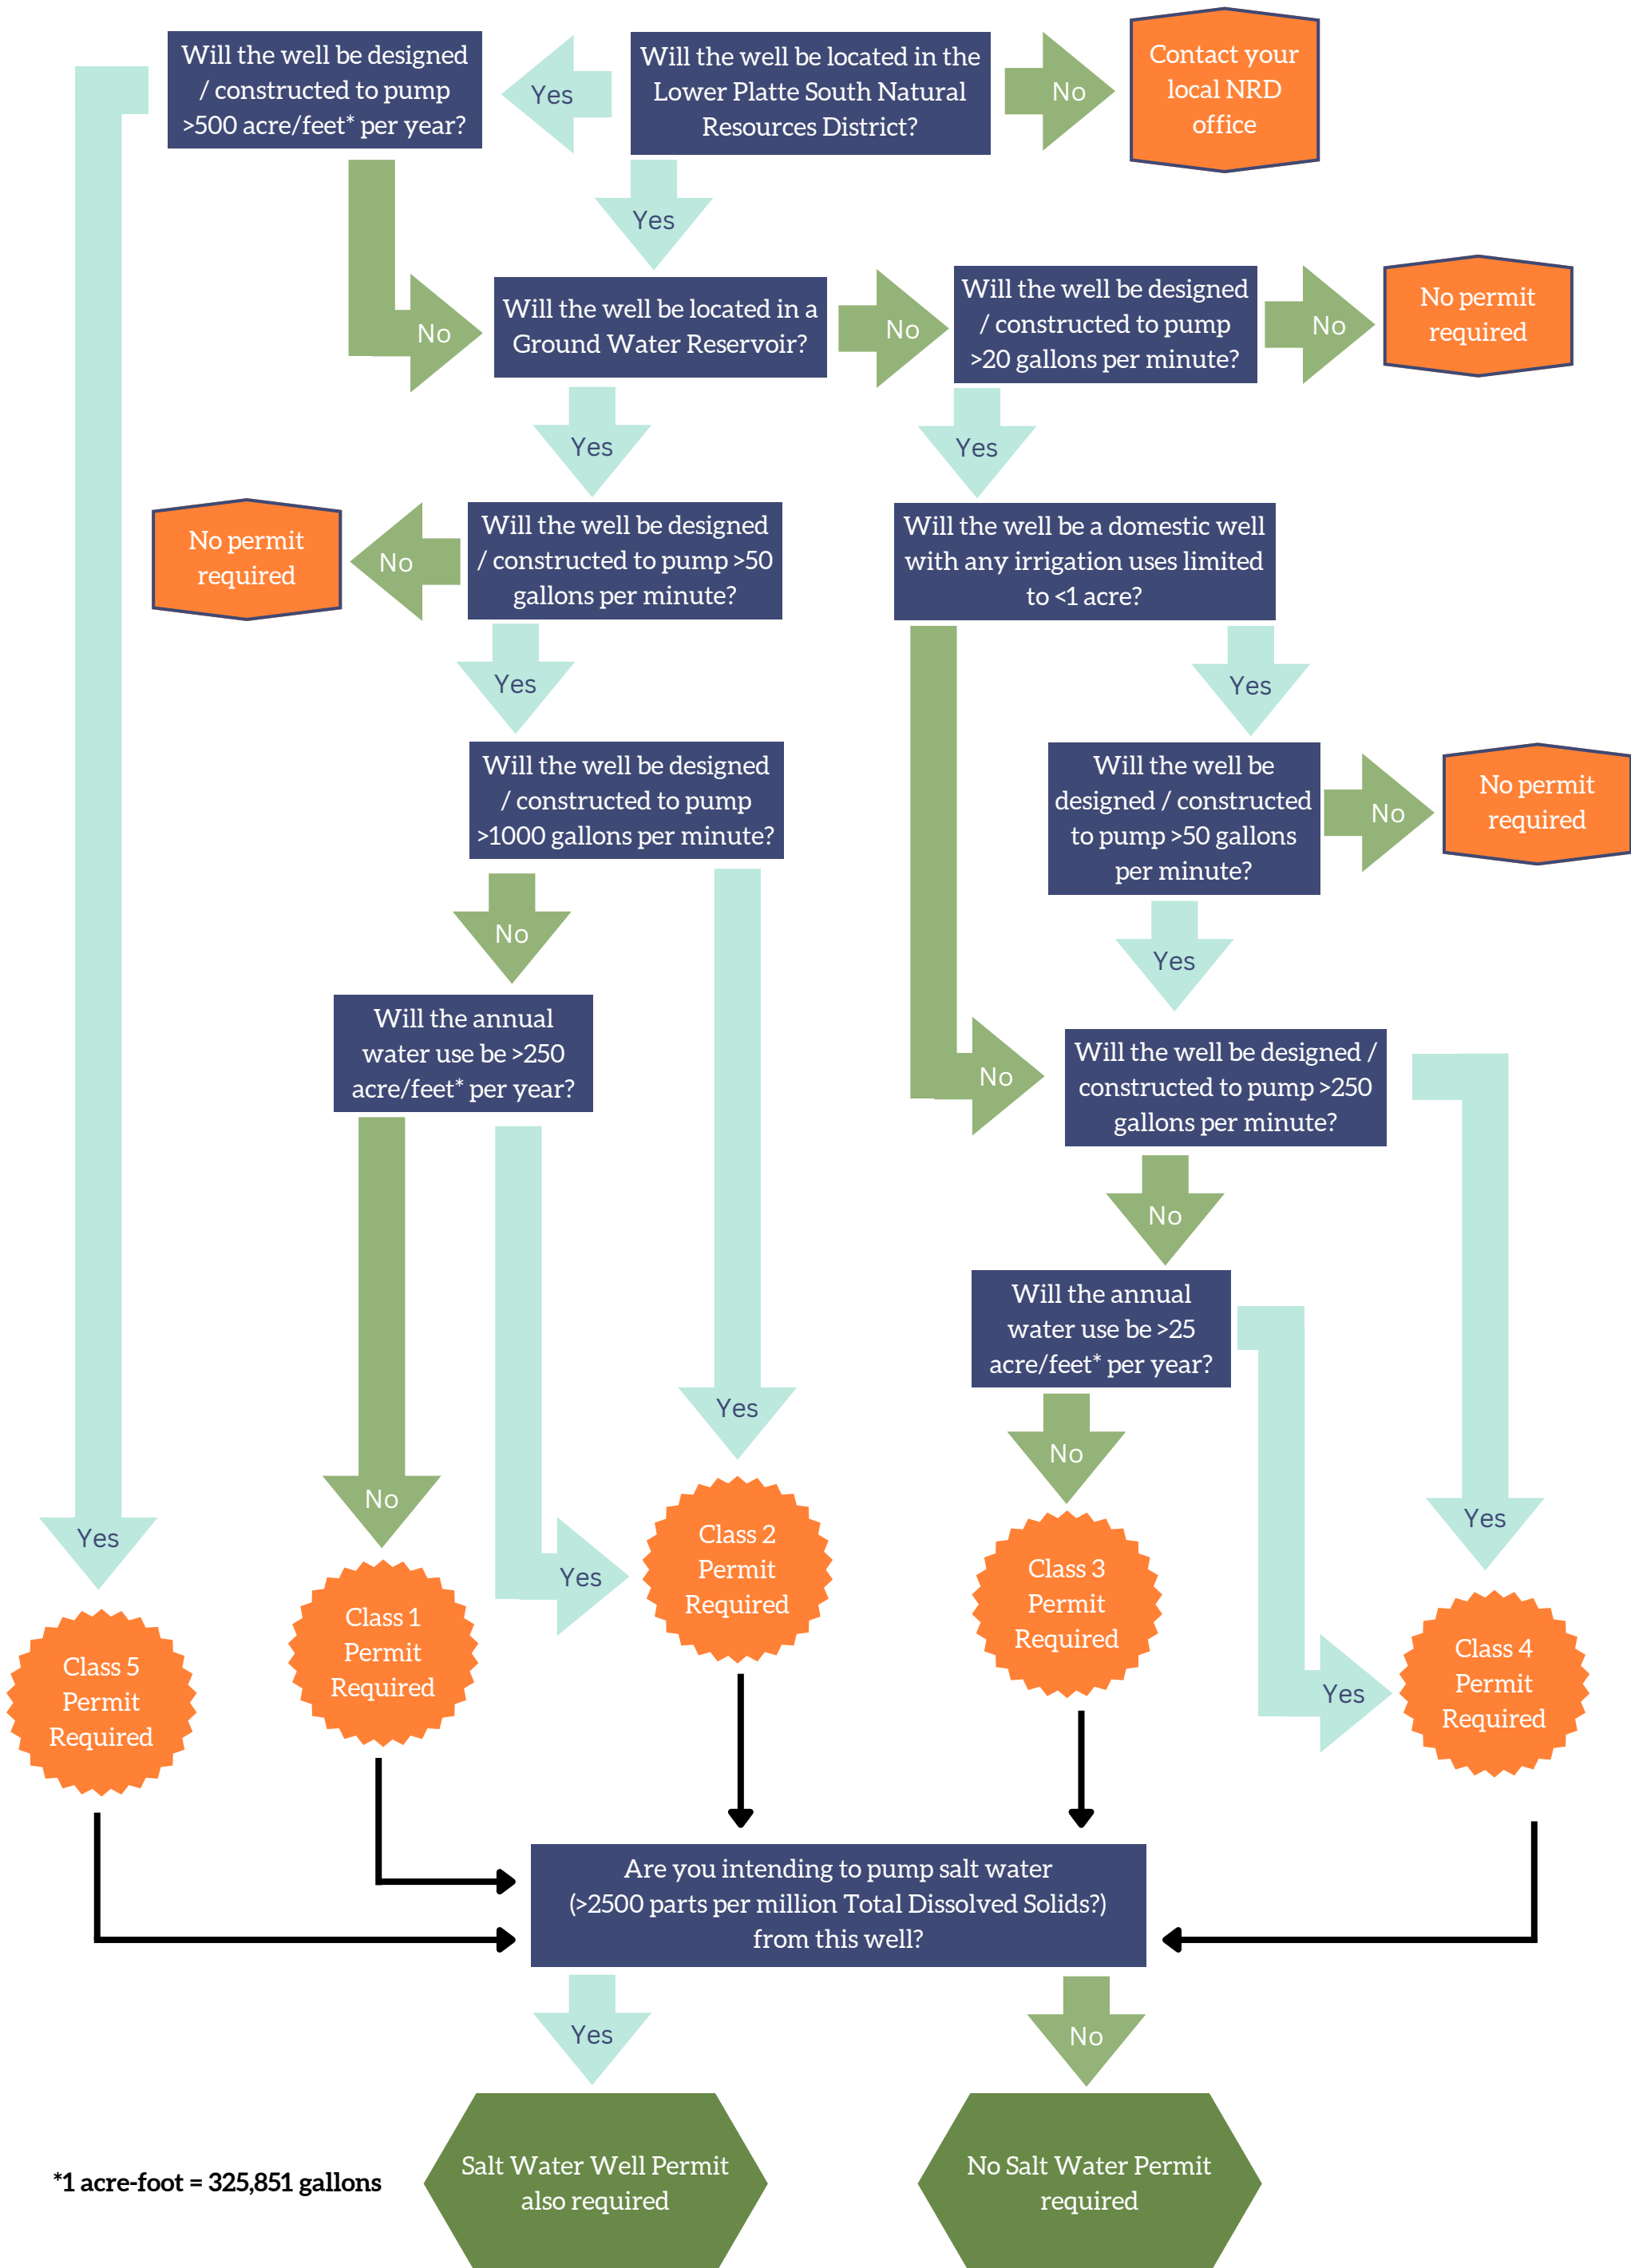 Will the well be designed
/ constructed to pump
>500 acre/feet* per year?
Yes
Will the well be located in the
Lower Platte South Natural
Resources District?
No
Contact your
local NRD
office
Yes
No
Will the well be located in a
Ground Water Reservoir?
No
Will the well be designed
/ constructed to pump
>20 gallons per minute?
No
No permit
required
Yes
Yes
No permit
required
No
Will the well be designed
/ constructed to pump >50
gallons per minute?
Will the well be a domestic well
with any irrigation uses limited
to <1 acre?
Yes
Yes
Will the well be designed
/ constructed to pump
>1000 gallons per minute?
Will the well be
designed / constructed
to pump >50 gallons
per minute?
No
No permit
required
No
Yes
Will the annual
water use be >250
acre/feet* per year?
No
Will the well be designed /
constructed to pump >250
gallons per minute?
No
Will the annual
water use be >25
acre/feet* per year?
Yes
No
No
Yes
Yes
Yes
Yes
Class 5
Permit
Required
Class 1
Permit
Required
Class 2
Permit
Required
Class 3
Permit
Required
Yes
Class 4
Permit
Required
Are you intending to pump salt water
(>2500 parts per million Total Dissolved Solids?)
from this well?
Yes
No
*1 acre-foot = 325,851 gallons
Salt Water Well Permit
also required
No Salt Water Permit
required